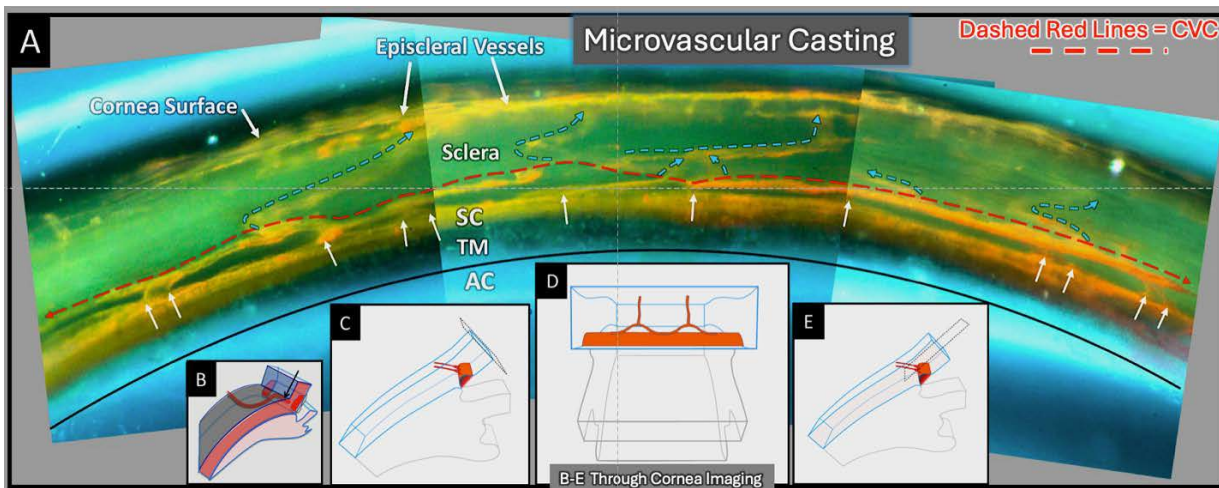 A
Microvascular Casting
Dashed Red Lines = CVC
Episcleral Vessels
Cornea Surface
Sclera
SC
TM
AC
B
C
D
E
B-E Through Cornea Imaging